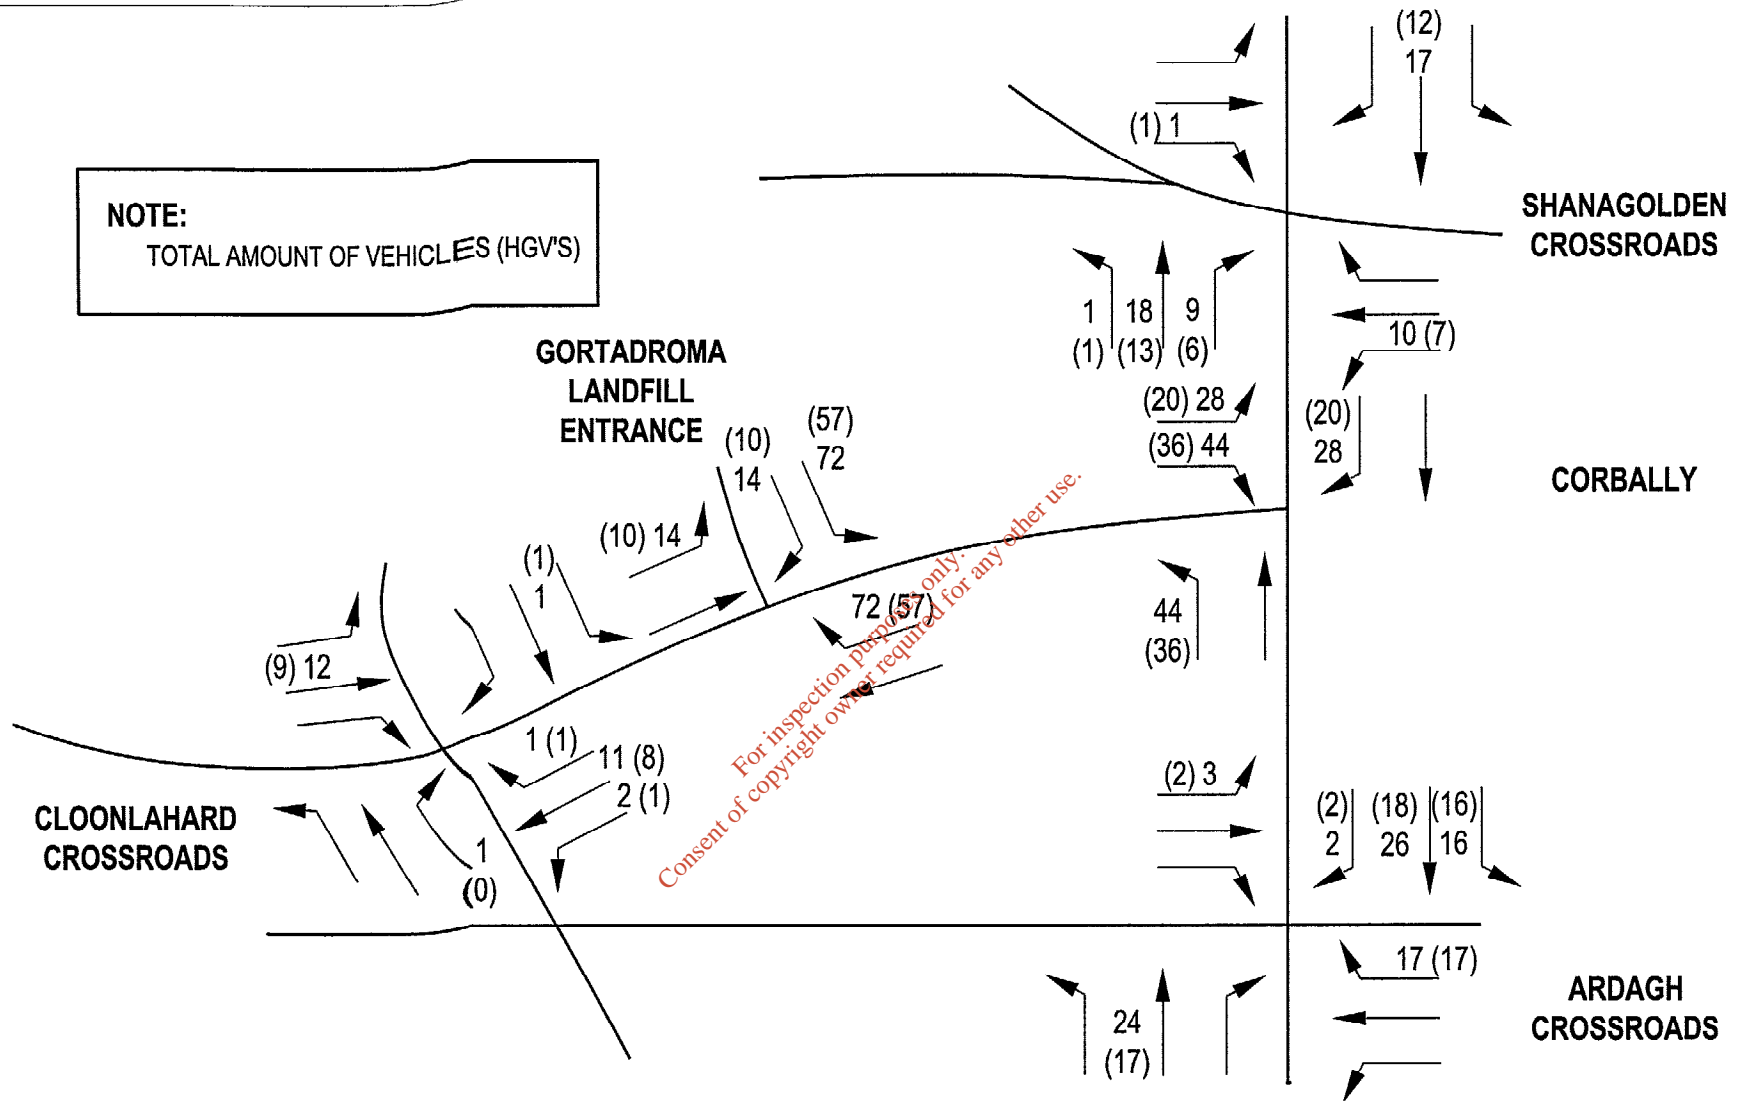 (12)
17
(1) 1
SHANAGOLDEN
CROSSROADS
NOTE:
TOTAL AMOUNT OF VEHICLES (HGV'S)
1 18 9
(1) (13) (6)
10 (7)
GORTADROMA
LANDFILL
ENTRANCE
(20) 28
(36) 44
(20)
28
CORBALLY
(10)
14
(57)
72
(10) 14
(1)
1
72 (57)
44
(36)
(9) 12
1 (1)
11 (8)
2 (1)
For inspection purposes only.
Consent of copyright owner required for any other use.
CLOONLAHARD
CROSSROADS
1
(0)
(2) 3
(2) (18) (16)
2 26 16
17 (17)
24
(17)
ARDAGH
CROSSROADS